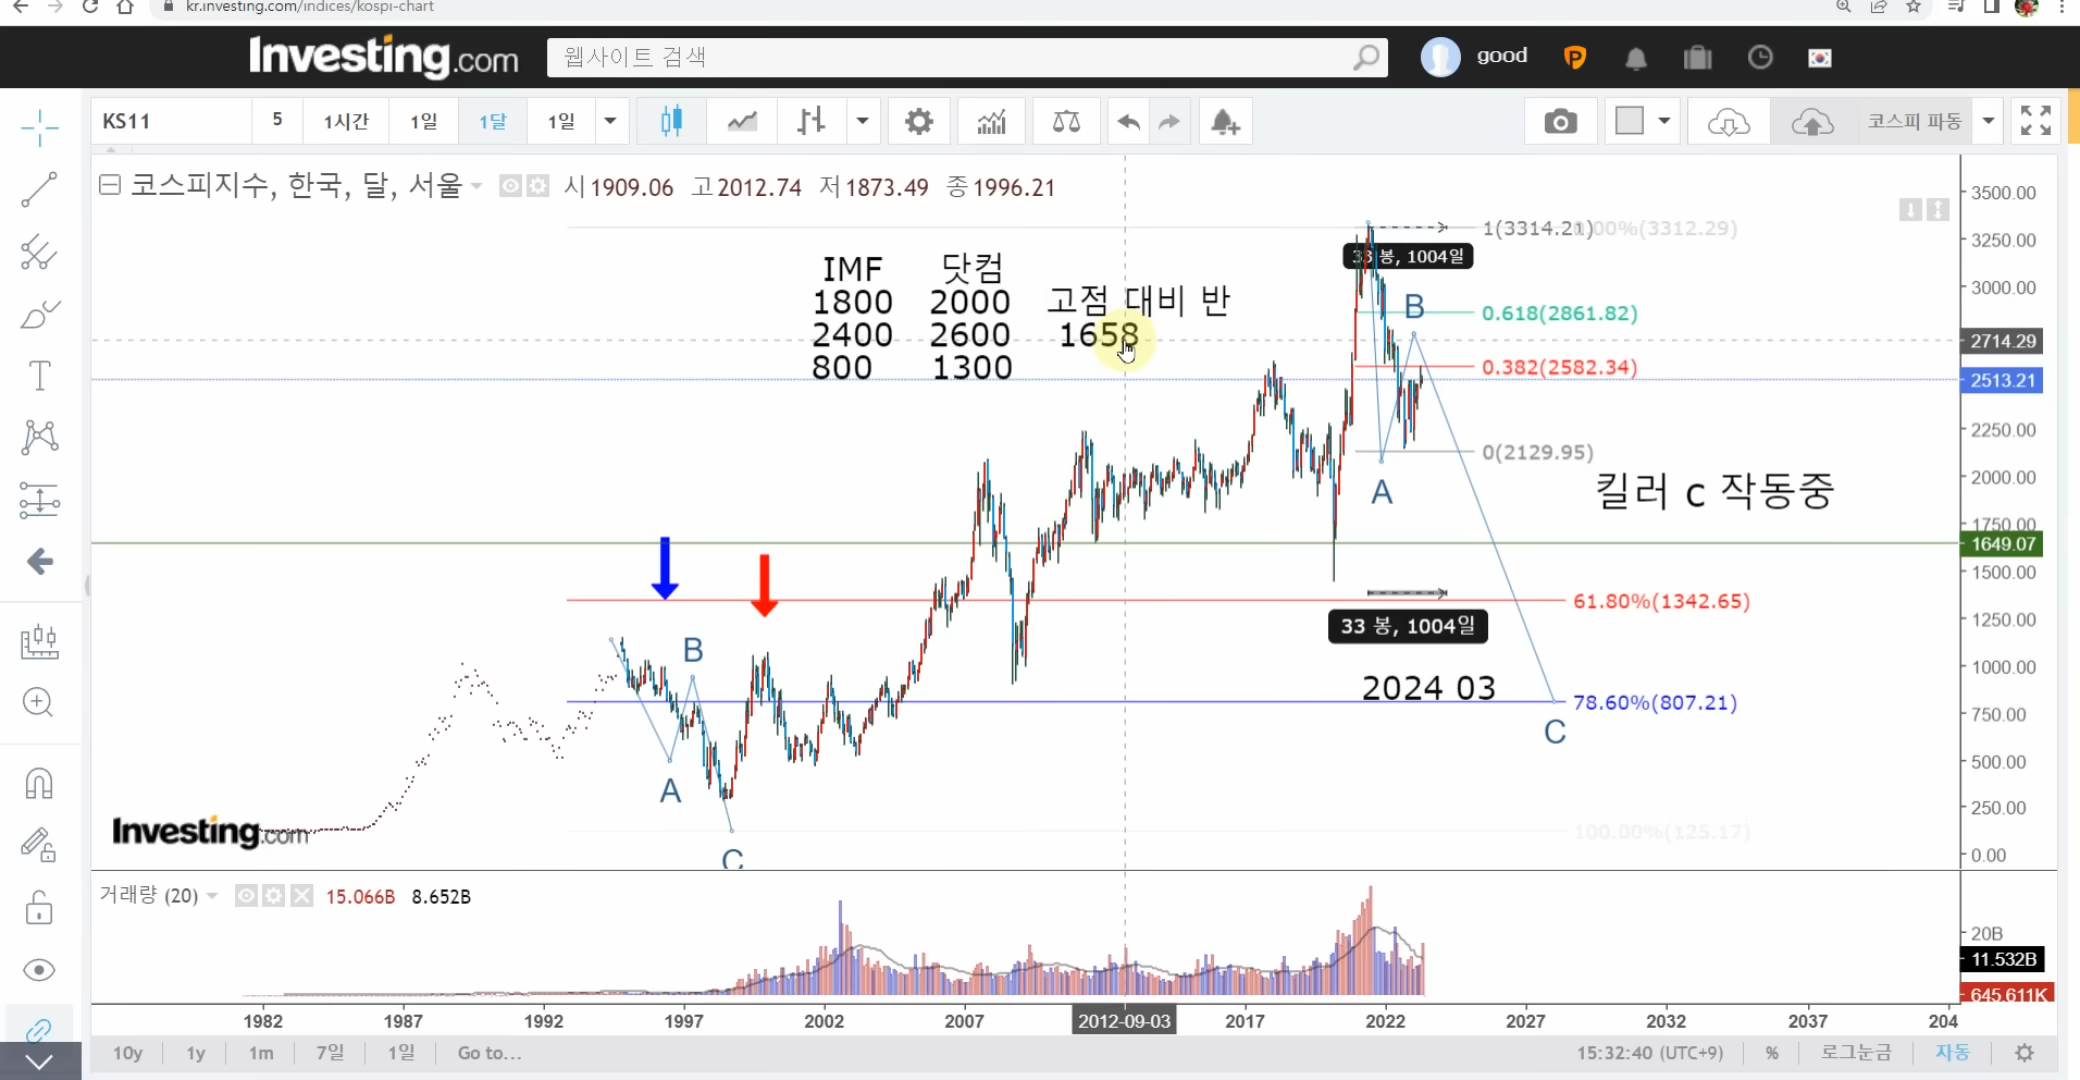 kr.investing.com/indices/kospi-chart
Investing.com
웹사이트 검색
good
KS11
5
1시간
1일
1달
1일
코스피 파동
코스피지수, 한국, 달, 서울
시 1909.06 고 2012.74 저 1873.49 종 1996.21
3500.00
3250.00
3000.00
2714.29
2513.21
2250.00
2000.00
1750.00
1649.07
1500.00
1250.00
1000.00
750.00
500.00
250.00
0.00
1(3314.21)
00%(3312.29)
33 봉, 1004일
IMF 닷컴
1800 2000 고점 대비 반
2400 2600 1658
800 1300
B
0.618(2861.82)
0.382(2582.34)
0(2129.95)
A
킬러 c 작동중
61.80%(1342.65)
33 봉, 1004일
B
2024 03
78.60%(807.21)
C
A
100.00%(125.17)
Investing.com
C
거래량 (20) 15.066B 8.652B
20B
11.532B
645.611K
1982 1987 1992 1997 2002 2007 2012-09-03 2017 2022 2027 2032 2037 204
10y 1y 1m 7일 1일 Go to...
15:32:40 (UTC+9) % 로그눈금 자동